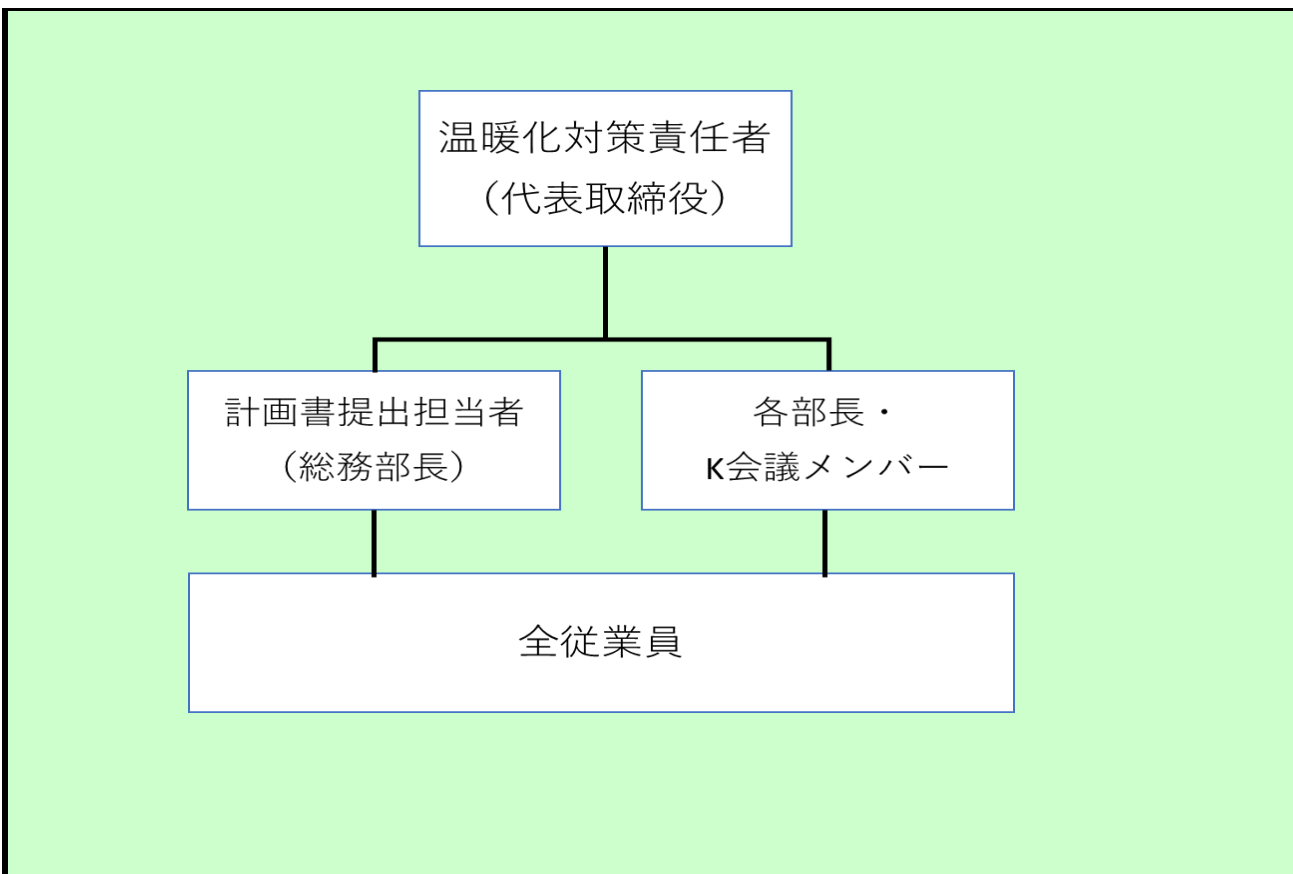 温暖化対策責任者
（代表取締役）
計画書提出担当者
（総務部長）
各部長・
K会議メンバー
全従業員